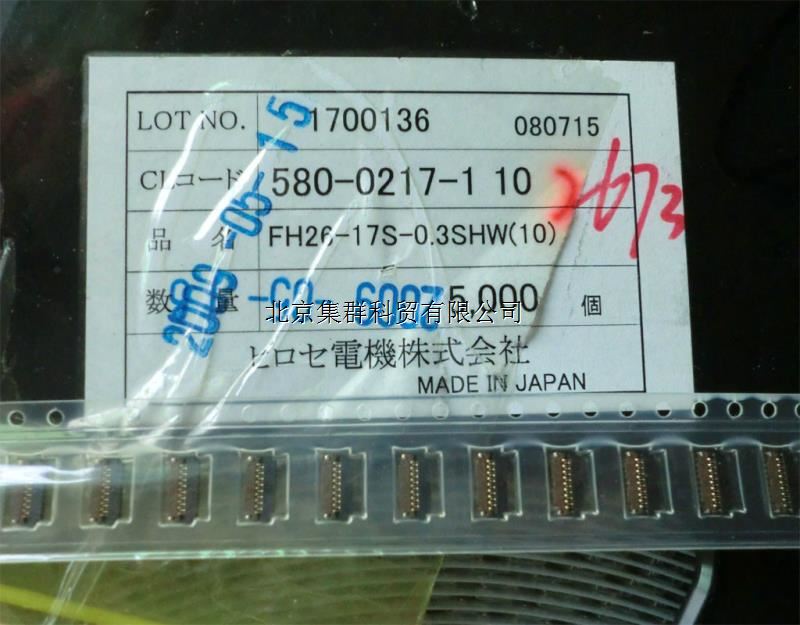 LOT NO. 1700136 080715
CLコード 580-0217-1 10
品 名 FH26-17S-0.3SHW(10)
数 量 5,000 個
北京集群科贸有限公司
ヒロセ電機株式会社
MADE IN JAPAN
2673